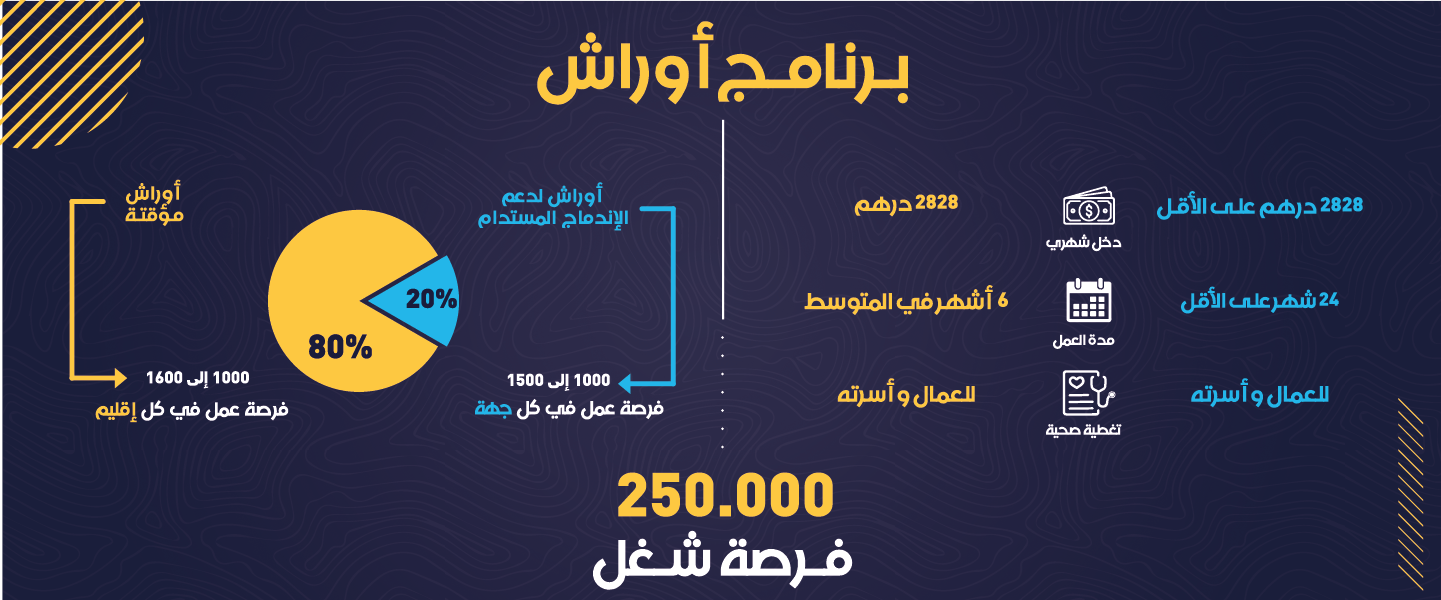 برنامج أوراش
2828 درهم على الأقل
دخل شهري
2828 درهم
24 شهر على الأقل
مدة العمل
6 أشهر في المتوسط
للعمال و أسرته
تغطية صحية
للعمال و أسرته
أوراش لدعم
الإندماج المستدام
20%
1000 إلى 1500
فرصة عمل في كل جهة
أوراش
مؤقتة
80%
1000 إلى 1600
فرصة عمل في كل إقليم
250.000
فرصة شغل